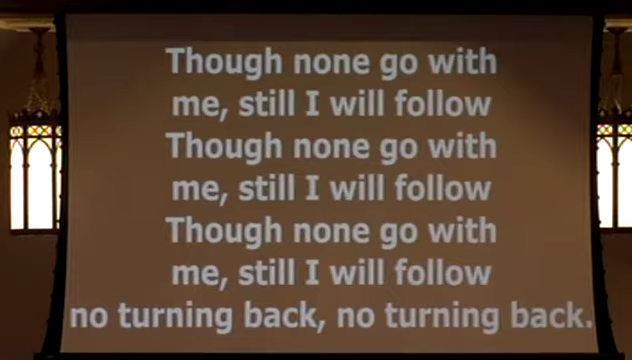 Though none go with
me, still I will follow
Though none go with
me, still I will follow
Though none go with
me, still I will follow
no turning back, no turning back.